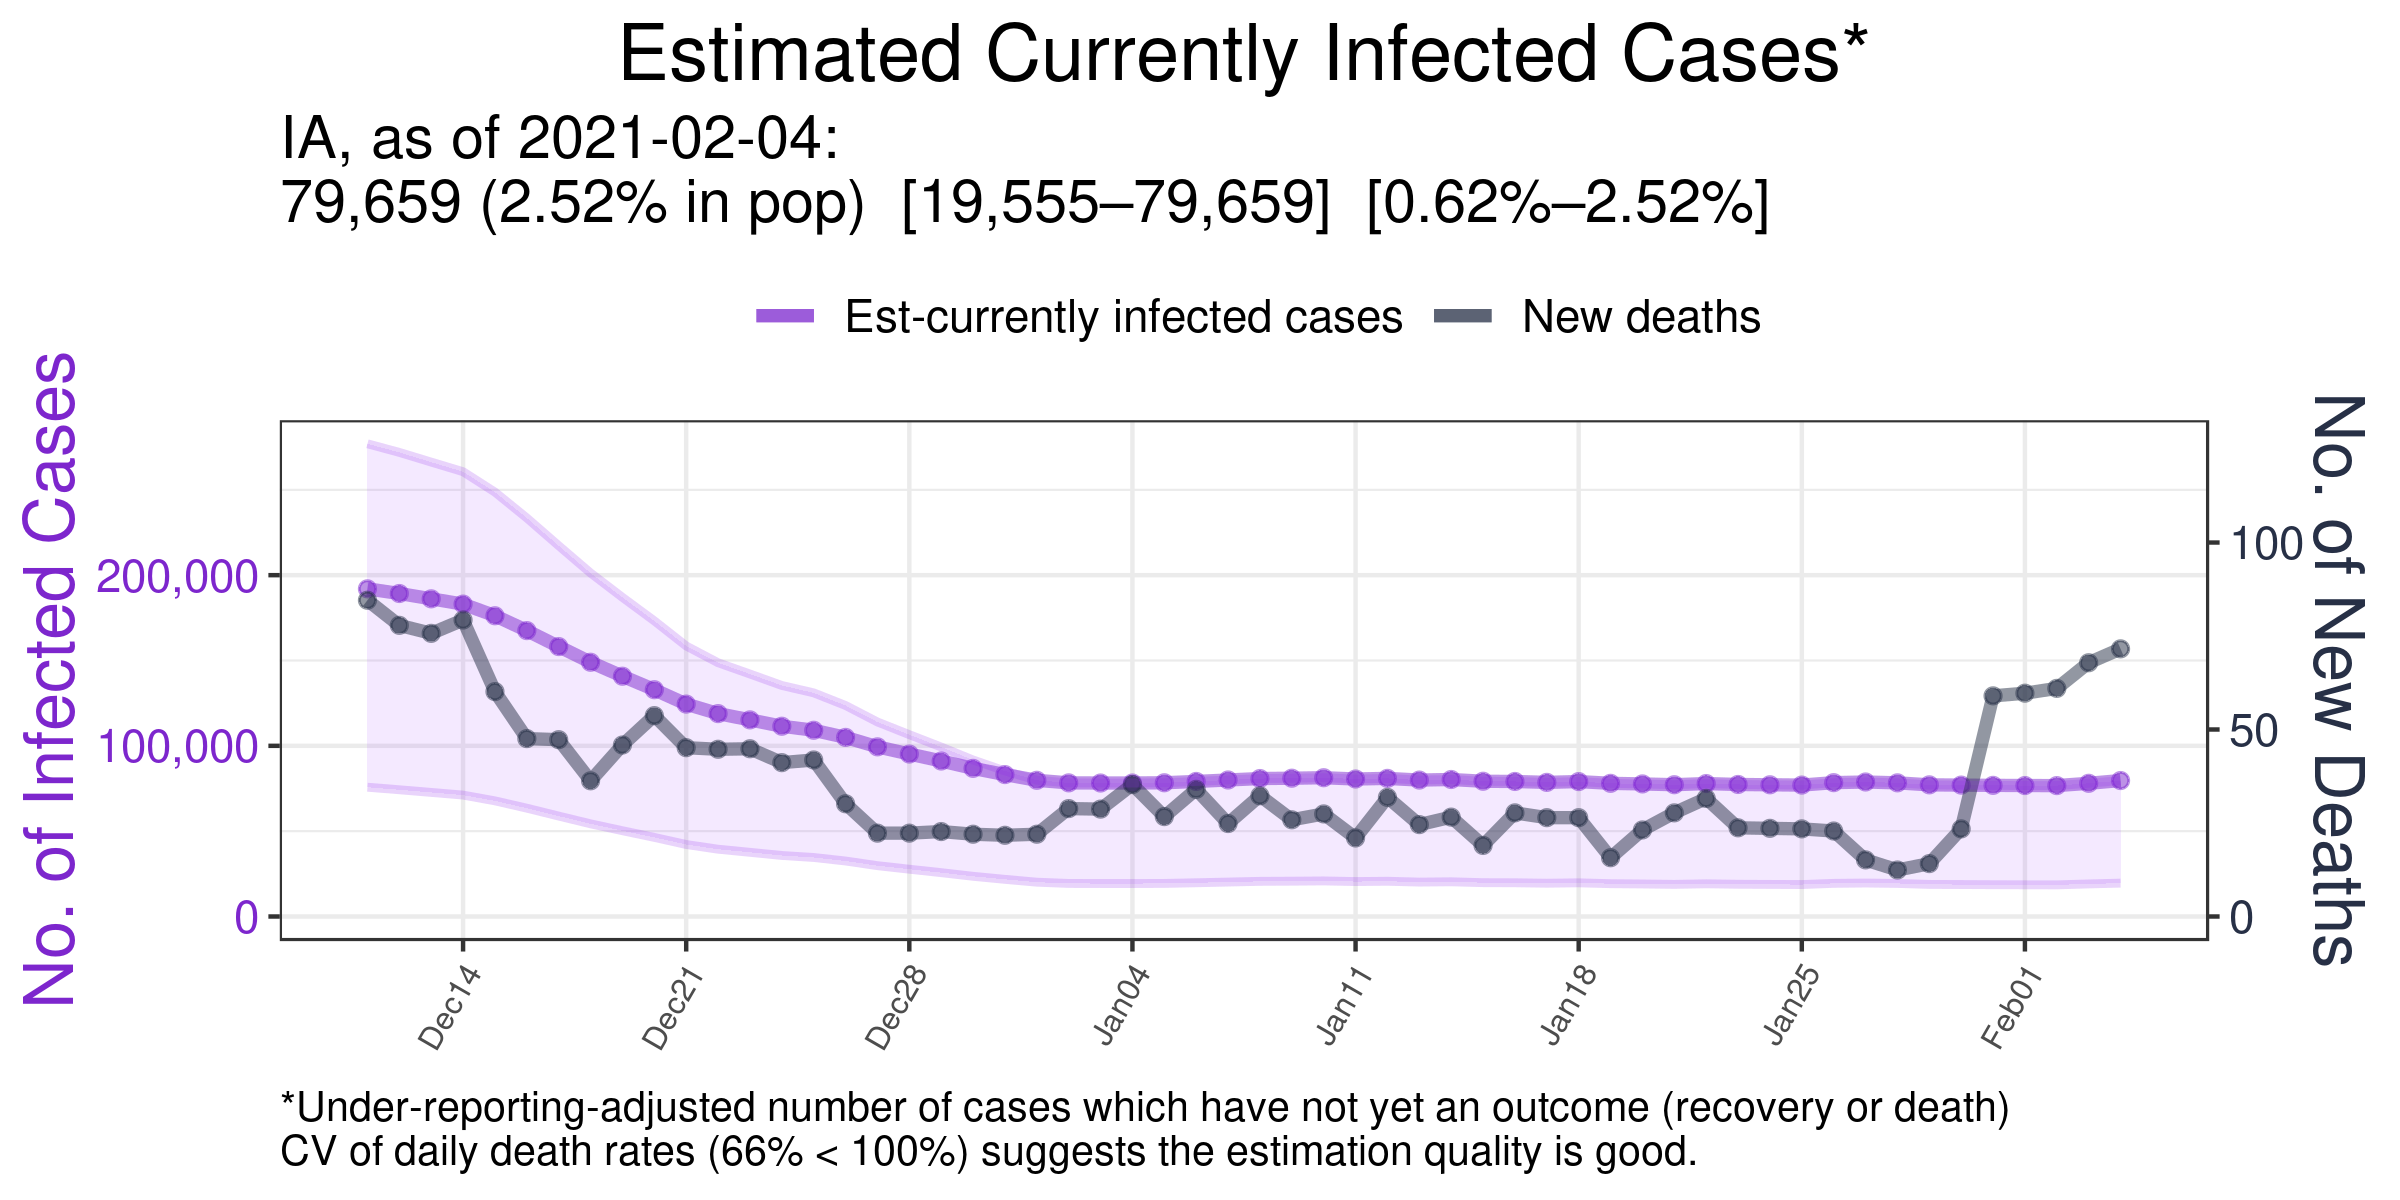 Estimated Currently Infected Cases*
IA, as of 2021-02-04:
79,659 (2.52% in pop)  [19,555–79,659]  [0.62%–2.52%]
Est-currently infected cases
New deaths
No. of Infected Cases
200,000
100,000
0
100
50
0
No. of New Deaths
Dec14
Dec21
Dec28
Jan04
Jan11
Jan18
Jan25
Feb01
*Under-reporting-adjusted number of cases which have not yet an outcome (recovery or death)
CV of daily death rates (66% < 100%) suggests the estimation quality is good.